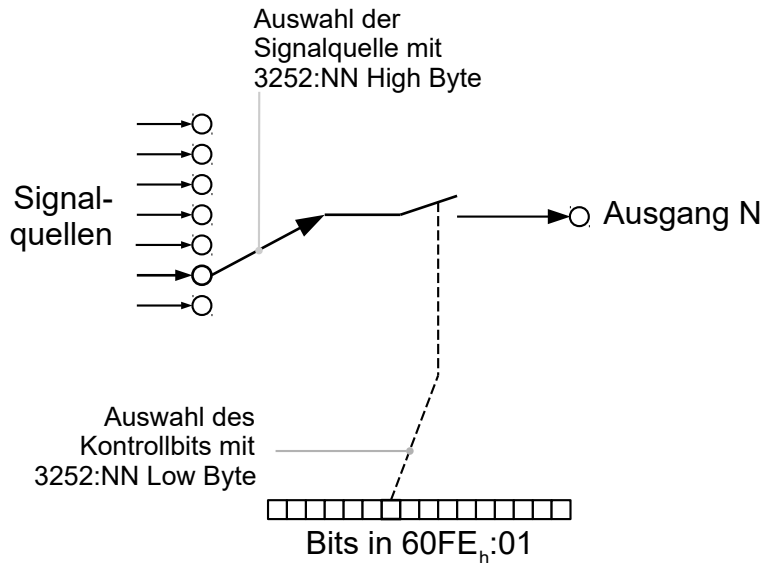 Auswahl der
Signalquelle mit
3252:NN High Byte
Signal-
quellen
Ausgang N
Auswahl des
Kontrollbits mit
3252:NN Low Byte
Bits in 60FEₕ:01